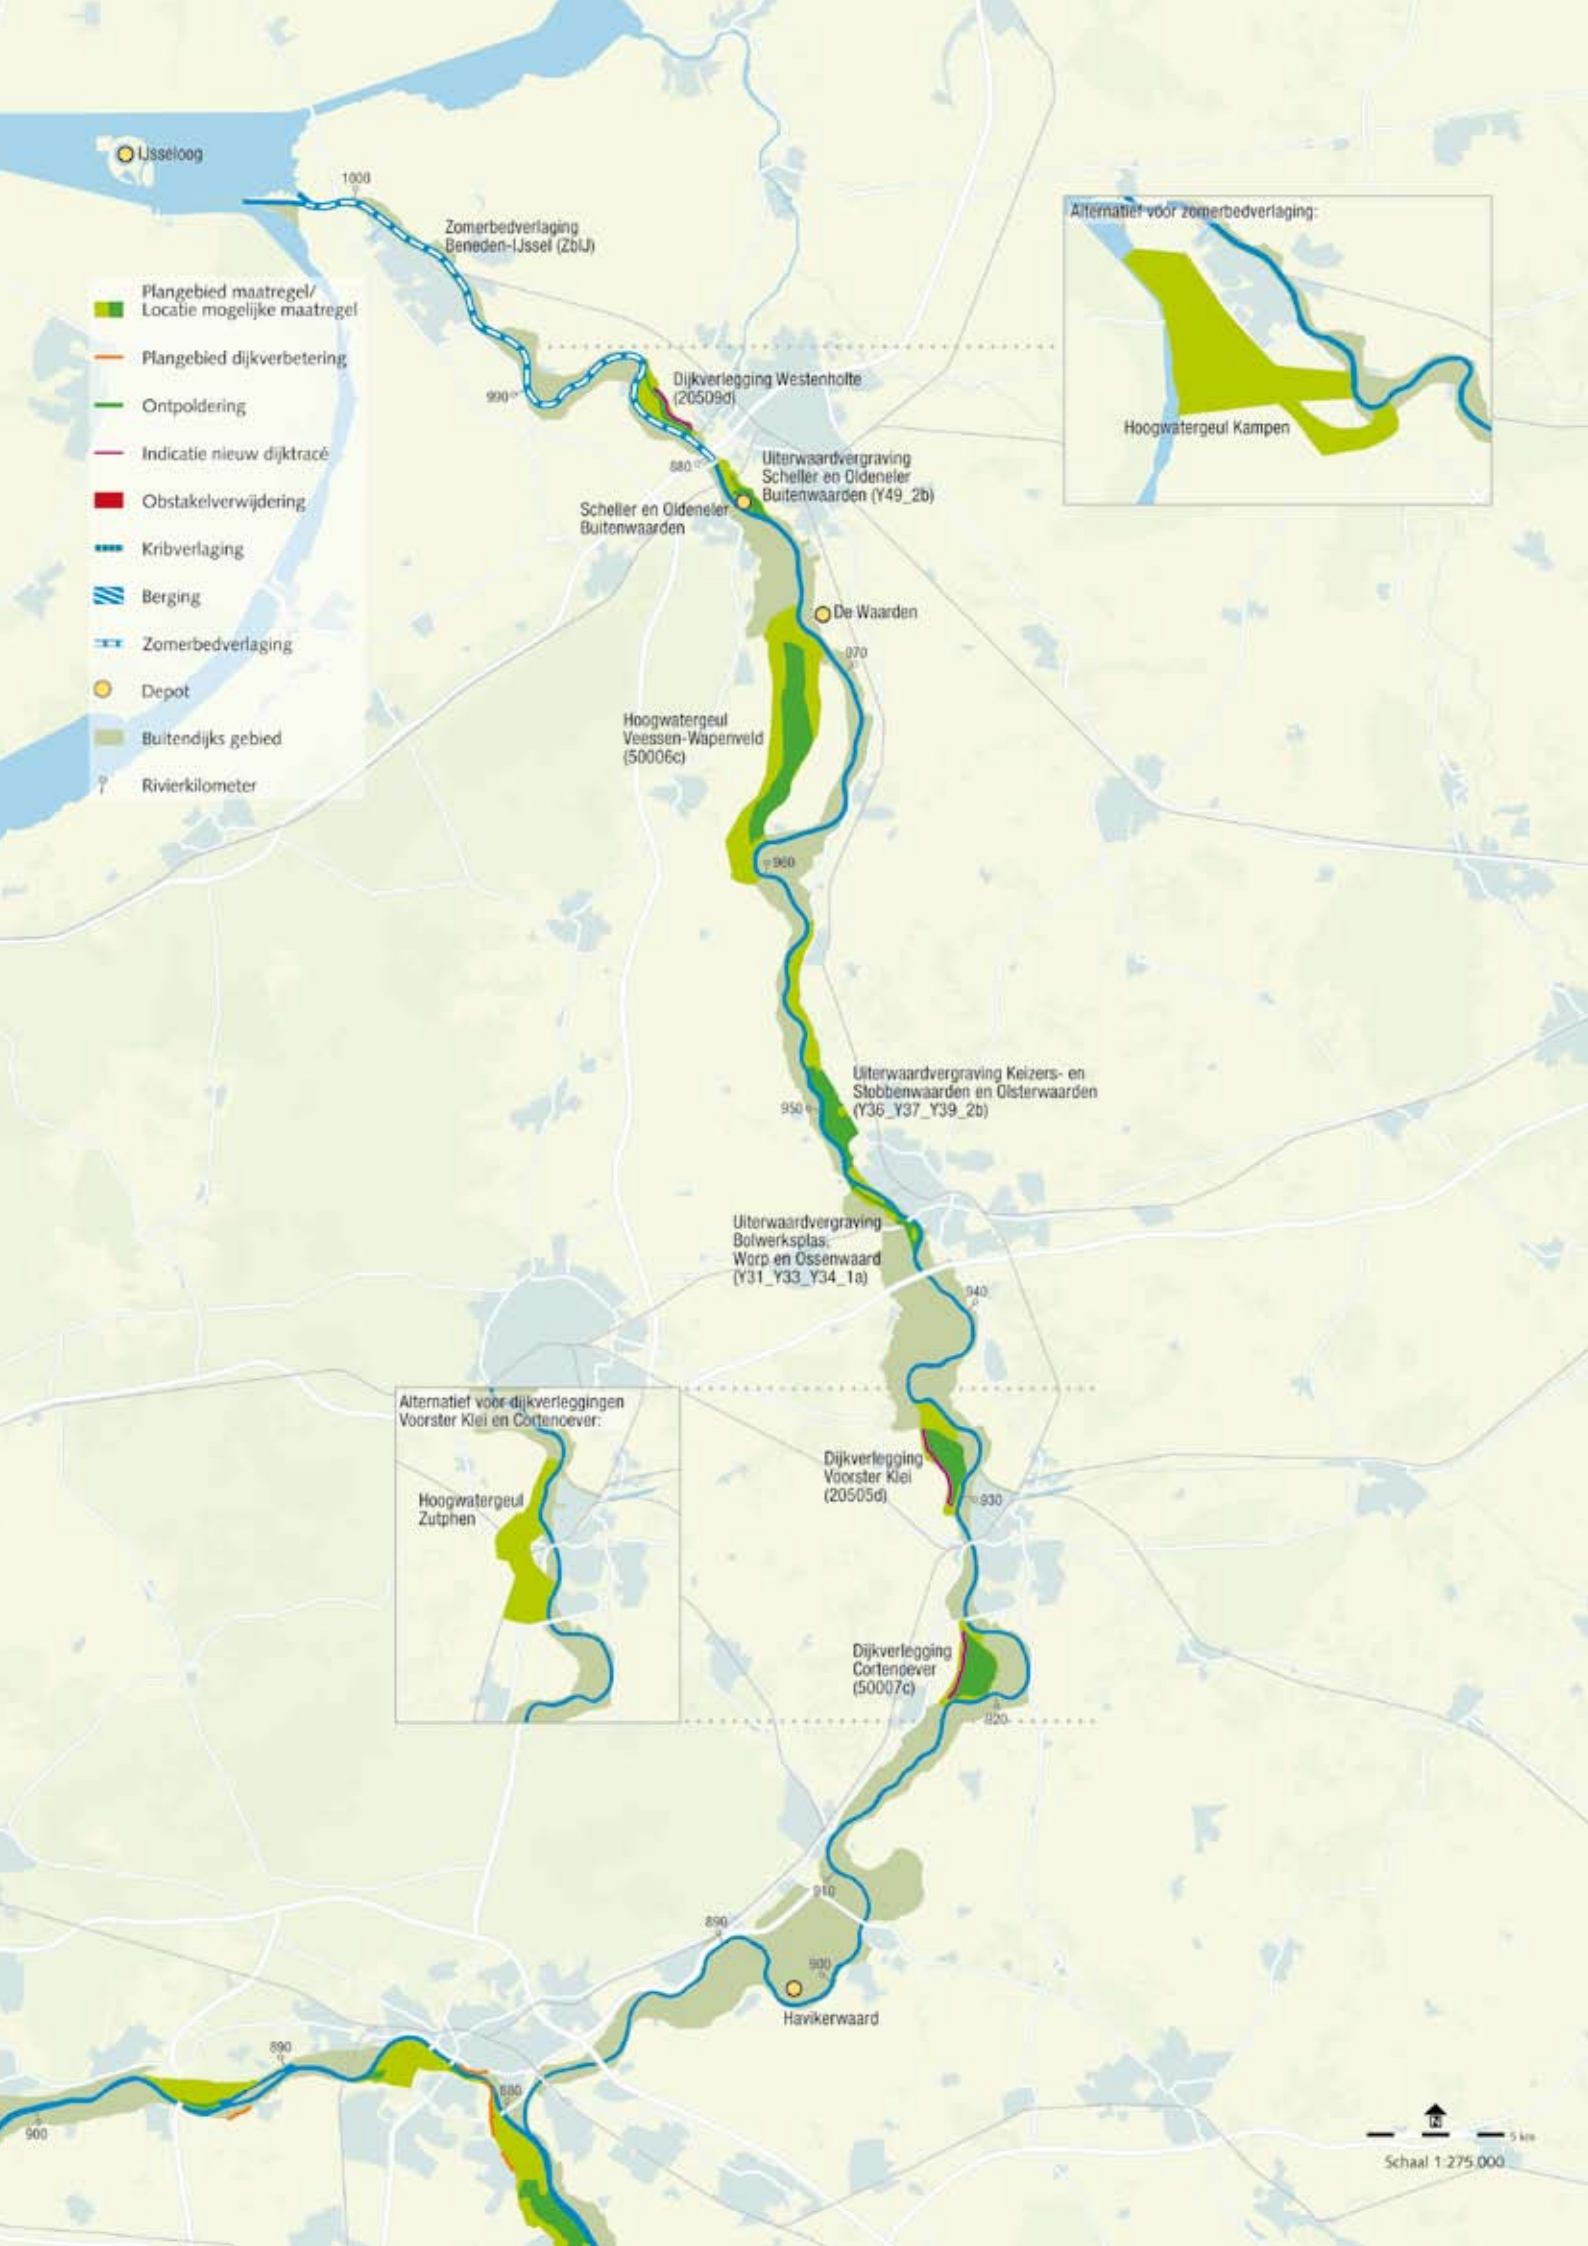 IJsseloog
1000
Zomerbedverlaging
Beneden-IJssel (ZbIJ)
Alternatief voor zomerbedverlaging:
Hoogwatergeul Kampen
Plangebied maatregel/
Locatie mogelijke maatregel
Plangebied dijkverbetering
Ontpoldering
Indicatie nieuw dijktracé
Obstakelverwijdering
Kribverlaging
Berging
Zomerbedverlaging
Depot
Buitendijks gebied
Rivierkilometer
990
Dijkverlegging Westenholte
(20509d)
880
Uiterwaardvergraving
Scheller en Oldeneler
Buitenwaarden (Y49_2b)
Scheller en Oldeneler
Buitenwaarden
De Waarden
970
Hoogwatergeul
Veessen-Wapenveld
(50006c)
960
Uiterwaardvergraving Keizers- en
Stobbenwaarden en Olsterwaarden
(Y36_Y37_Y39_2b)
950
Uiterwaardvergraving
Bolwerksplas,
Worp en Ossenwaard
(Y31_Y33_Y34_1a)
940
Alternatief voor dijkverleggingen
Voorster Klei en Cortenoever:
Hoogwatergeul
Zutphen
Dijkverlegging
Voorster Klei
(20505d)
930
Dijkverlegging
Cortenoever
(50007c)
920
910
890
900
Havikerwaard
890
880
900
N
5 km
Schaal 1:275.000